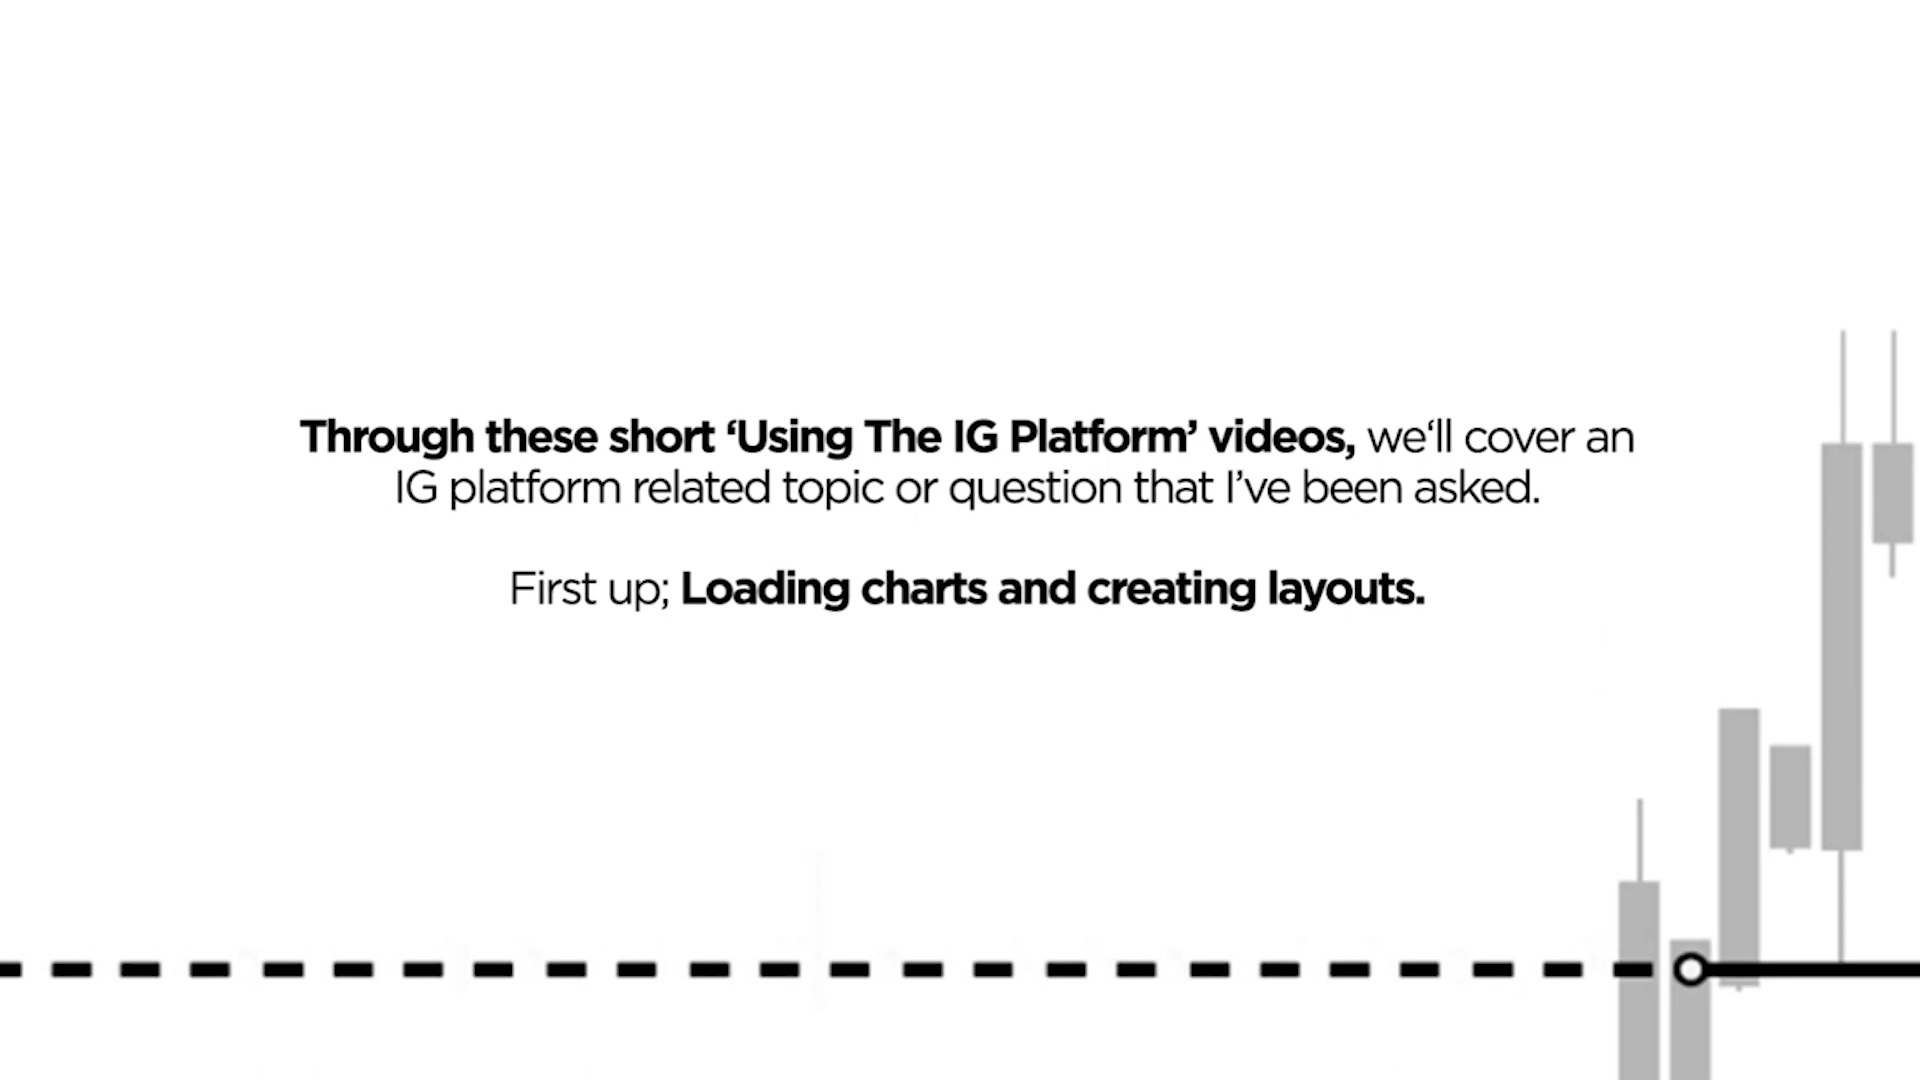 Through these short ‘Using The IG Platform’ videos, we‘ll cover an
IG platform related topic or question that I’ve been asked.
First up; Loading charts and creating layouts.